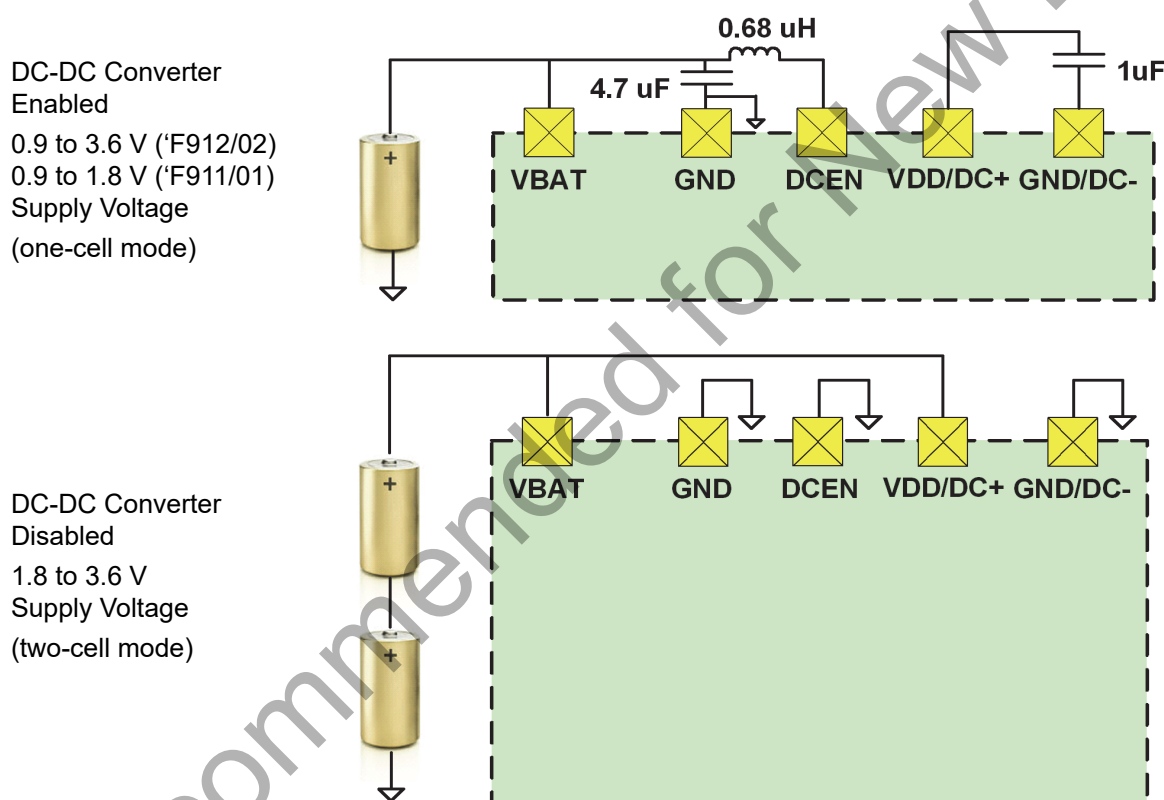 0.68 uH
DC-DC Converter
Enabled
0.9 to 3.6 V (‘F912/02)
0.9 to 1.8 V (‘F911/01)
Supply Voltage
(one-cell mode)
4.7 uF
1uF
+
VBAT
GND
DCEN
VDD/DC+
GND/DC-
DC-DC Converter
Disabled
1.8 to 3.6 V
Supply Voltage
(two-cell mode)
+
+
VBAT
GND
DCEN
VDD/DC+
GND/DC-
ommended for New